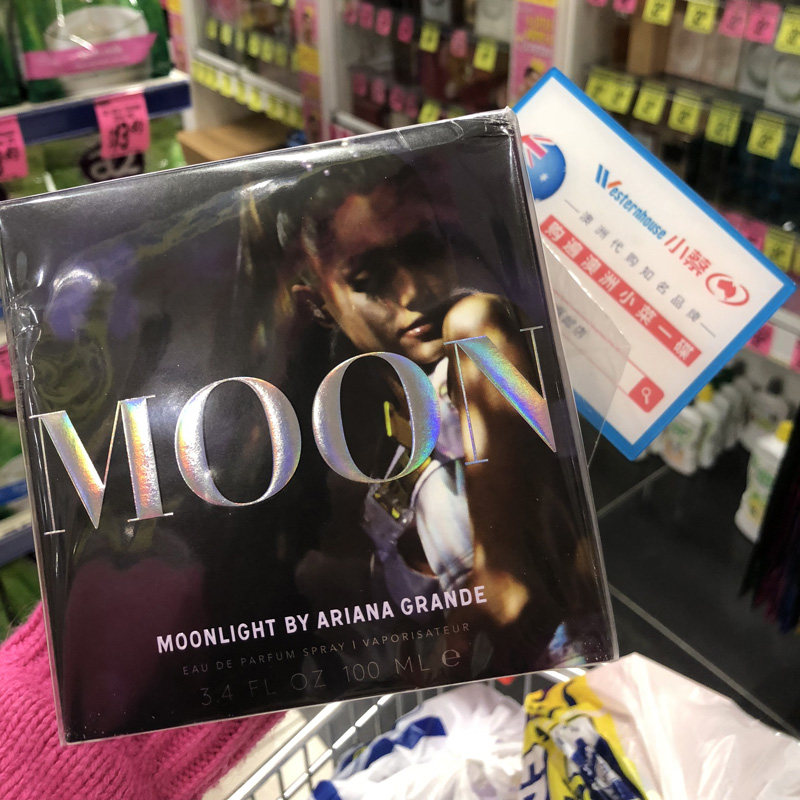 MOON
MOONLIGHT BY ARIANA GRANDE
EAU DE PARFUM SPRAY | VAPORISATEUR
3.4 FL OZ 100 ML e
Westernhouse 小蔡
澳洲代购知名品牌
购遍澳洲小菜一碟